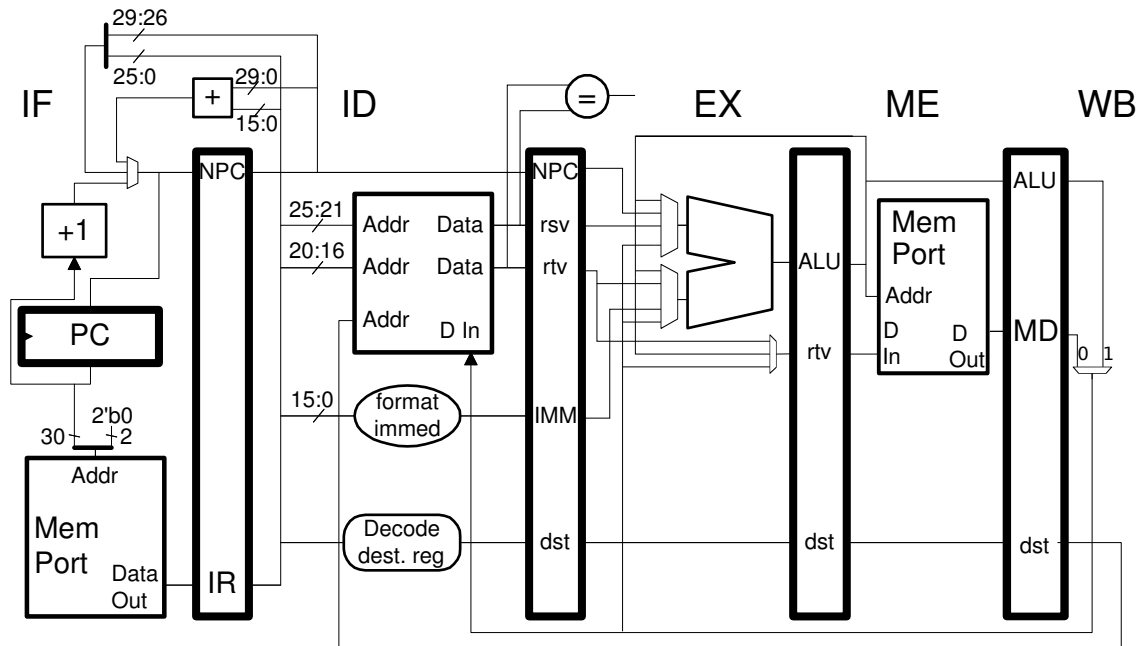 29:26
25:0
29:0
15:0
+
=
IF
ID
EX
ME
WB
NPC
NPC
+1
PC
2'b0
30
2
Addr
Mem
Port
Data
Out
IR
25:21
20:16
15:0
Addr
Data
Addr
Data
Addr
D In
format
immed
Decode
dest. reg
rsv
rtv
IMM
dst
ALU
rtv
dst
Mem
Port
Addr
D
In
D
Out
ALU
MD
dst
0
1